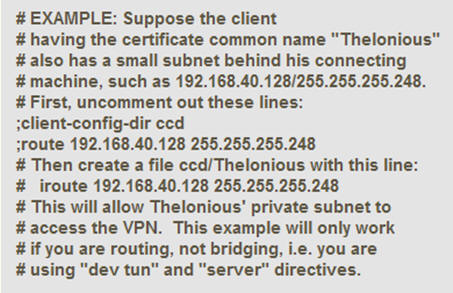 # EXAMPLE: Suppose the client
# having the certificate common name "Thelonious"
# also has a small subnet behind his connecting
# machine, such as 192.168.40.128/255.255.255.248.
# First, uncomment out these lines:
;client-config-dir ccd
;route 192.168.40.128 255.255.255.248
# Then create a file ccd/Thelonious with this line:
#   iroute 192.168.40.128 255.255.255.248
# This will allow Thelonious' private subnet to
# access the VPN.  This example will only work
# if you are routing, not bridging, i.e. you are
# using "dev tun" and "server" directives.